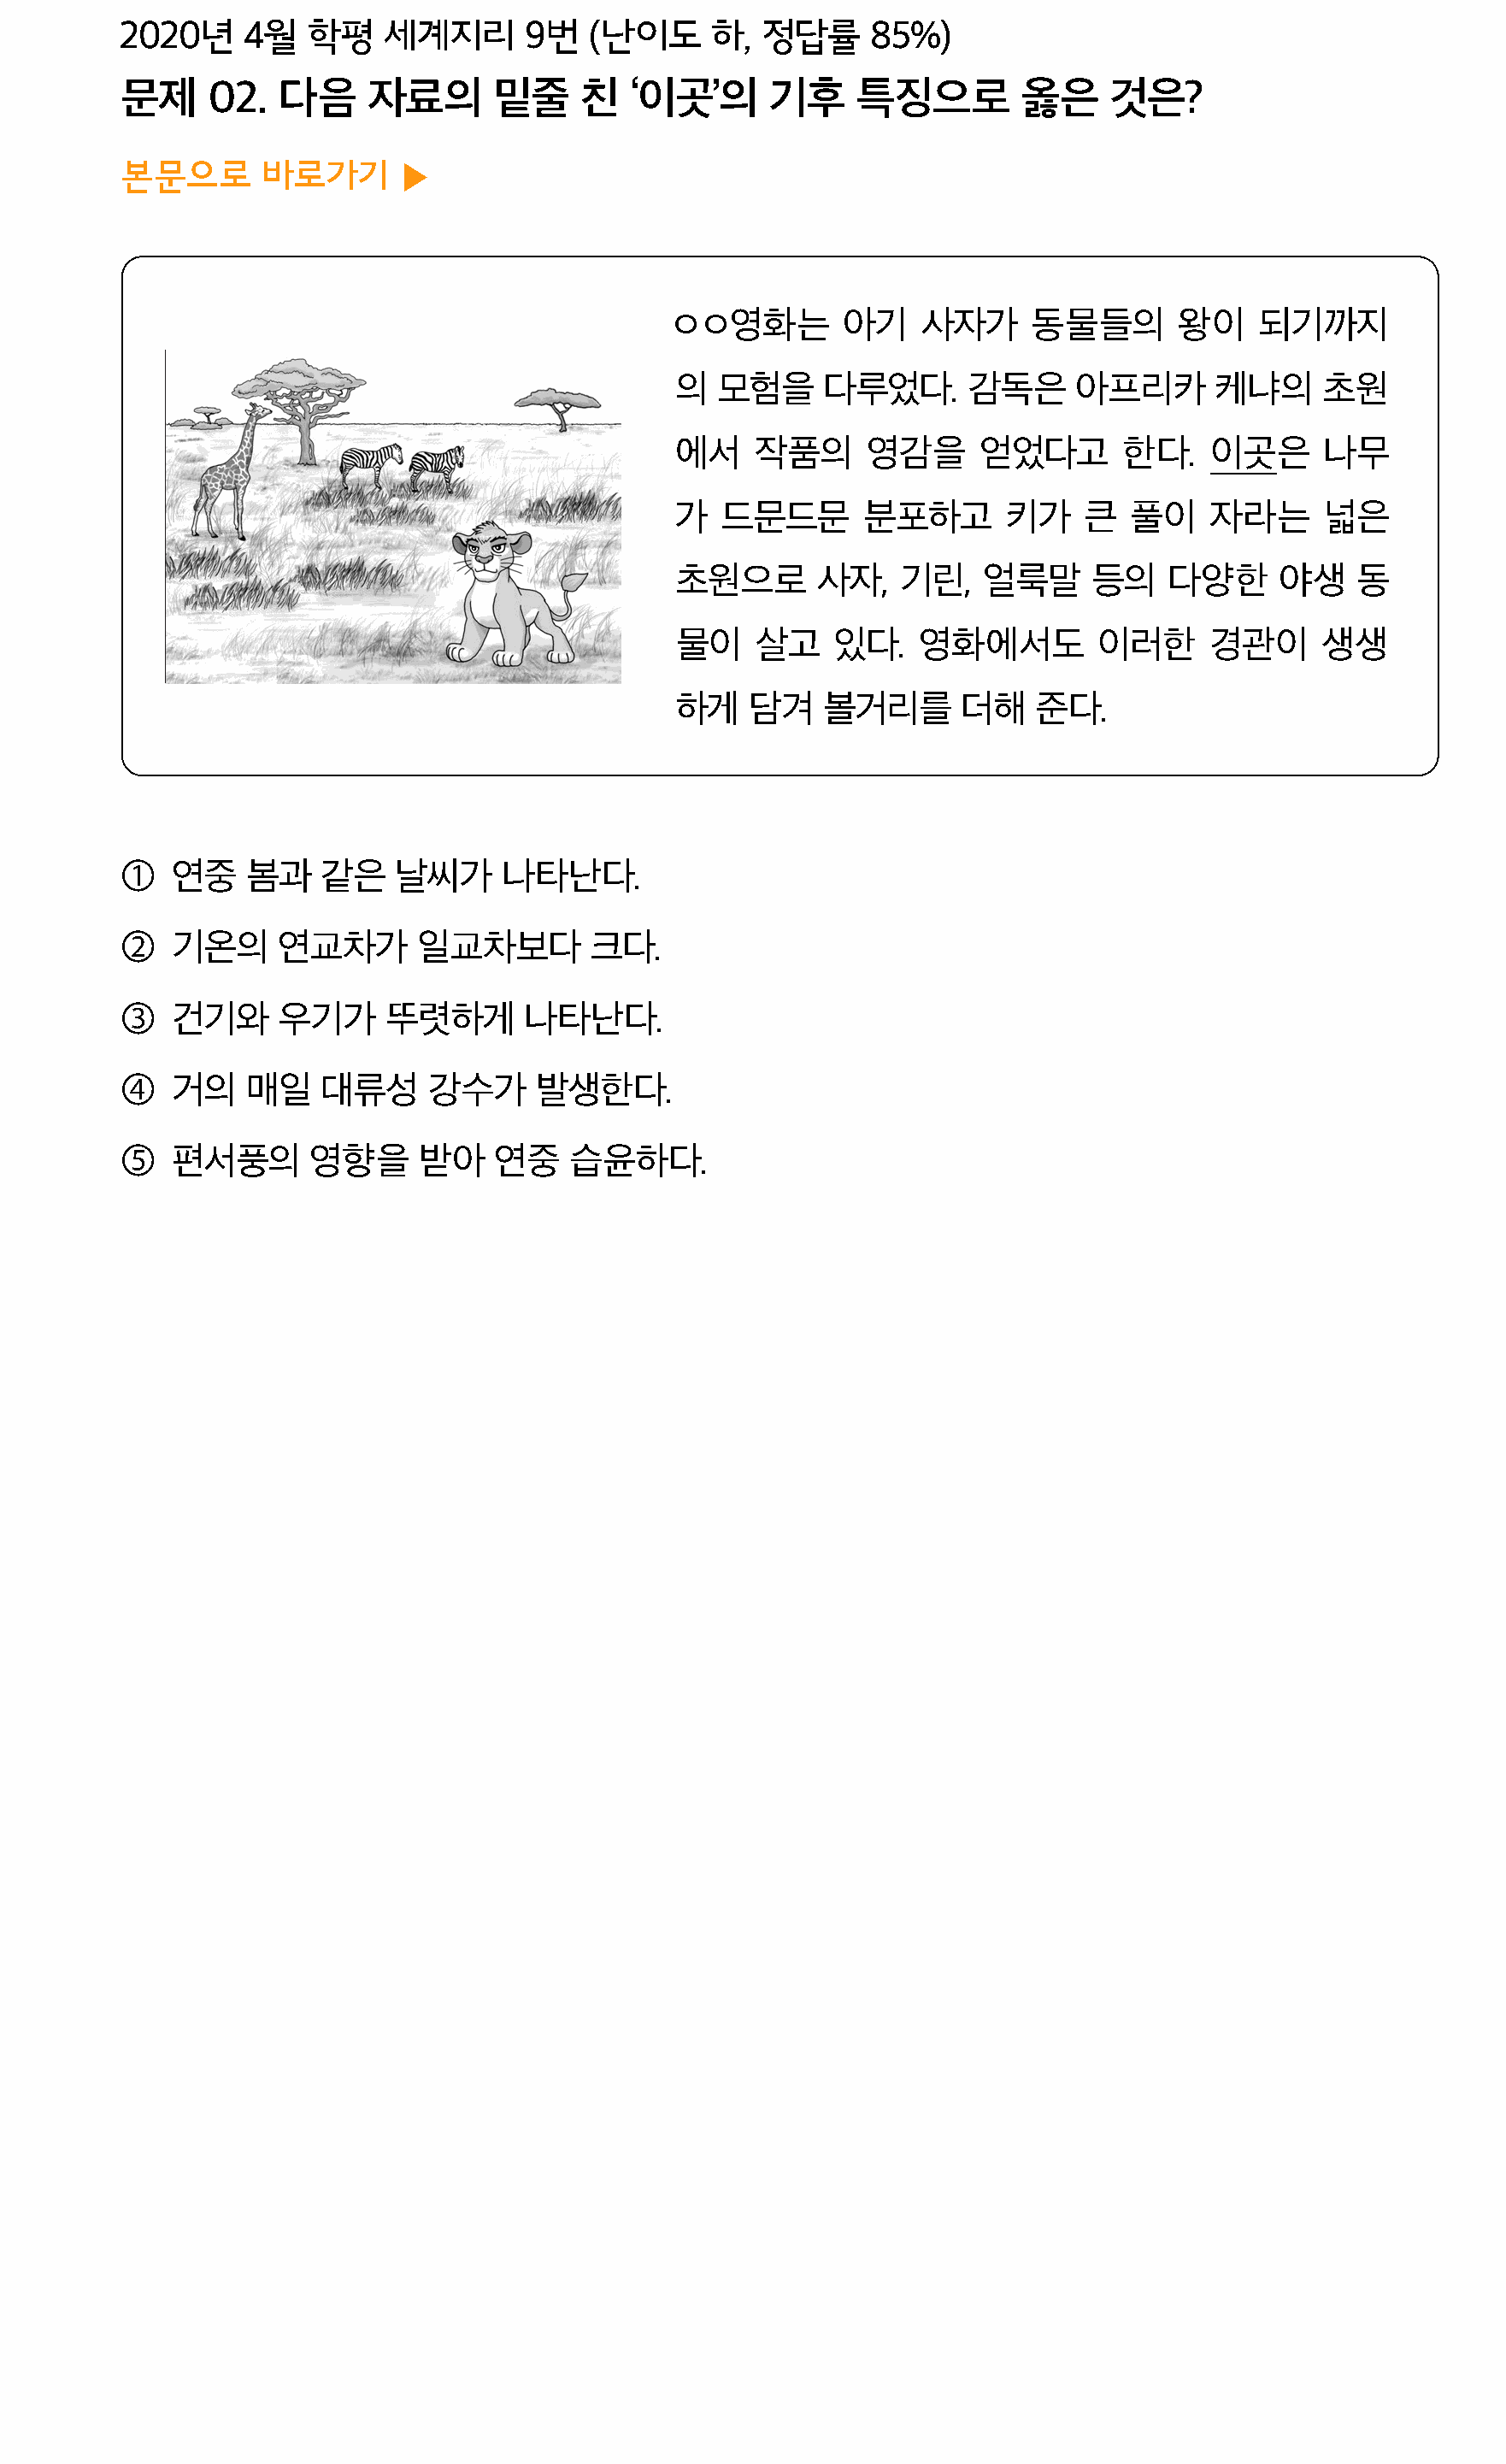 2020년 4월 학평 세계지리 9번 (난이도 하, 정답률 85%)
문제 02. 다음 자료의 밑줄 친 ‘이곳’의 기후 특징으로 옳은 것은?
본문으로 바로가기 ▶
ㅇㅇ영화는 아기 사자가 동물들의 왕이 되기까지
의 모험을 다루었다. 감독은 아프리카 케냐의 초원
에서 작품의 영감을 얻었다고 한다. 이곳은 나무
가 드문드문 분포하고 키가 큰 풀이 자라는 넓은
초원으로 사자, 기린, 얼룩말 등의 다양한 야생 동
물이 살고 있다. 영화에서도 이러한 경관이 생생
하게 담겨 볼거리를 더해 준다.
① 연중 봄과 같은 날씨가 나타난다.
② 기온의 연교차가 일교차보다 크다.
③ 건기와 우기가 뚜렷하게 나타난다.
④ 거의 매일 대류성 강수가 발생한다.
⑤ 편서풍의 영향을 받아 연중 습윤하다.